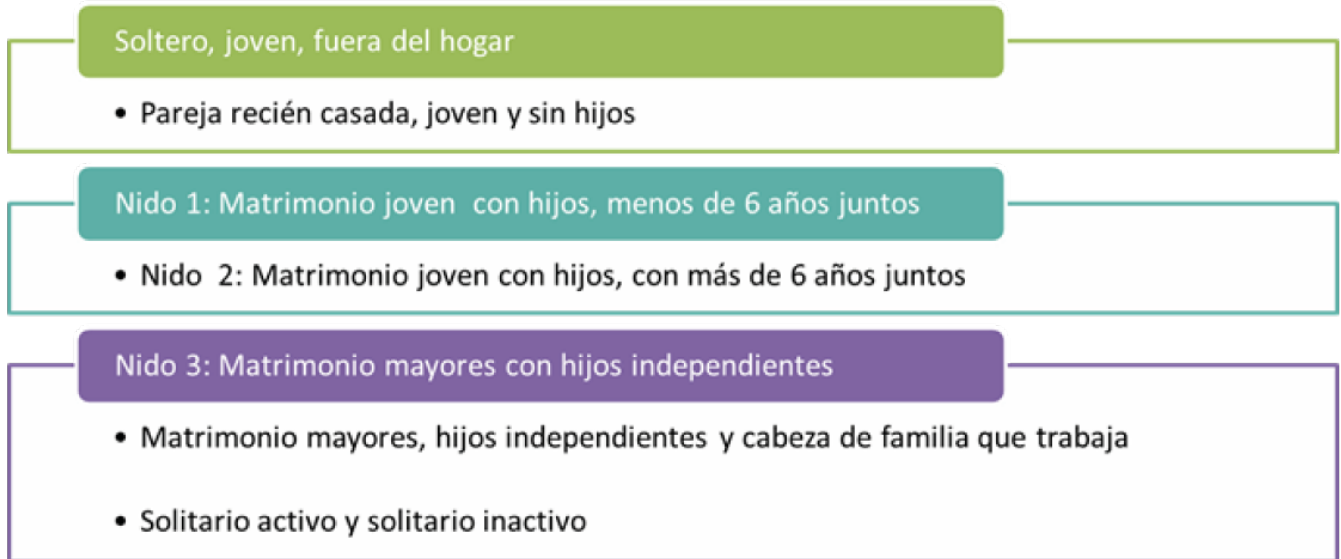 Soltero, joven, fuera del hogar
• Pareja recién casada, joven y sin hijos
Nido 1: Matrimonio joven con hijos, menos de 6 años juntos
• Nido 2: Matrimonio joven con hijos, con más de 6 años juntos
Nido 3: Matrimonio mayores con hijos independientes
• Matrimonio mayores, hijos independientes y cabeza de familia que trabaja
• Solitario activo y solitario inactivo